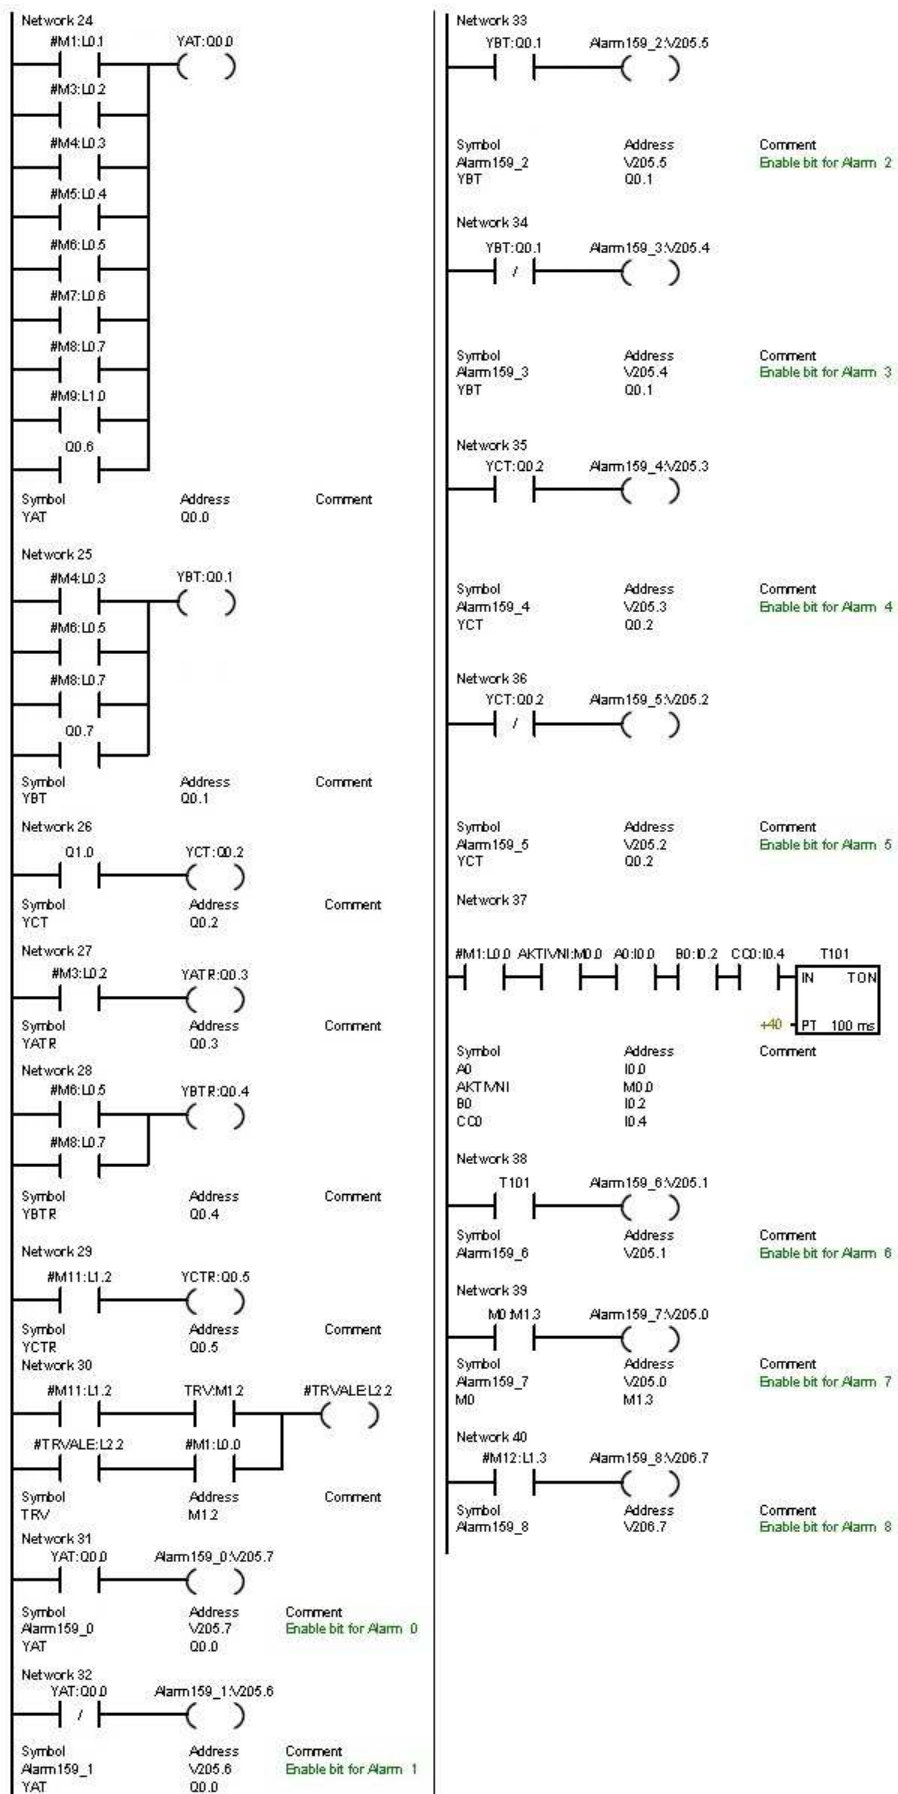 Network 24
#M1:L0.1 YAT:Q0.0
#M3:L0.2
#M4:L0.3
#M5:L0.4
#M6:L0.5
#M7:L0.6
#M8:L0.7
#M9:L1.0
Q0.6
Symbol Address Comment
YAT Q0.0
Network 25
#M4:L0.3 YBT:Q0.1
#M6:L0.5
#M8:L0.7
Q0.7
Symbol Address Comment
YBT Q0.1
Network 26
Q1.0 YCT:Q0.2
Symbol Address Comment
YCT Q0.2
Network 27
#M3:L0.2 YATR:Q0.3
Symbol Address Comment
YATR Q0.3
Network 28
#M6:L0.5 YBTR:Q0.4
#M8:L0.7
Symbol Address Comment
YBTR Q0.4
Network 29
#M11:L1.2 YCTR:Q0.5
Symbol Address Comment
YCTR Q0.5
Network 30
#M11:L1.2 TRV:M1.2 #TRVALE:L2.2
#TRVALE:L2.2 #M1:L0.0
Symbol Address Comment
TRV M1.2
Network 31
YAT:Q0.0 Alarm159_0:V205.7
Symbol Address Comment
Alarm159_0 V205.7 Enable bit for Alarm 0
YAT Q0.0
Network 32
YAT:Q0.0 Alarm159_1:V205.6
/
Symbol Address Comment
Alarm159_1 V205.6 Enable bit for Alarm 1
YAT Q0.0
Network 33
YBT:Q0.1 Alarm159_2:V205.5
Symbol Address Comment
Alarm159_2 V205.5 Enable bit for Alarm 2
YBT Q0.1
Network 34
YBT:Q0.1 Alarm159_3:V205.4
/
Symbol Address Comment
Alarm159_3 V205.4 Enable bit for Alarm 3
YBT Q0.1
Network 35
YCT:Q0.2 Alarm159_4:V205.3
Symbol Address Comment
Alarm159_4 V205.3 Enable bit for Alarm 4
YCT Q0.2
Network 36
YCT:Q0.2 Alarm159_5:V205.2
/
Symbol Address Comment
Alarm159_5 V205.2 Enable bit for Alarm 5
YCT Q0.2
Network 37
#M1:L0.0 AKTIVNI:M0.0 A0:I0.0 B0:I0.2 CC0:I0.4 T101
IN TON
+40 PT 100 ms
Symbol Address Comment
A0 I0.0
AKTIVNI M0.0
B0 I0.2
CC0 I0.4
Network 38
T101 Alarm159_6:V205.1
Symbol Address Comment
Alarm159_6 V205.1 Enable bit for Alarm 6
Network 39
M0:M1.3 Alarm159_7:V205.0
Symbol Address Comment
Alarm159_7 V205.0 Enable bit for Alarm 7
M0 M1.3
Network 40
#M12:L1.3 Alarm159_8:V206.7
Symbol Address Comment
Alarm159_8 V206.7 Enable bit for Alarm 8